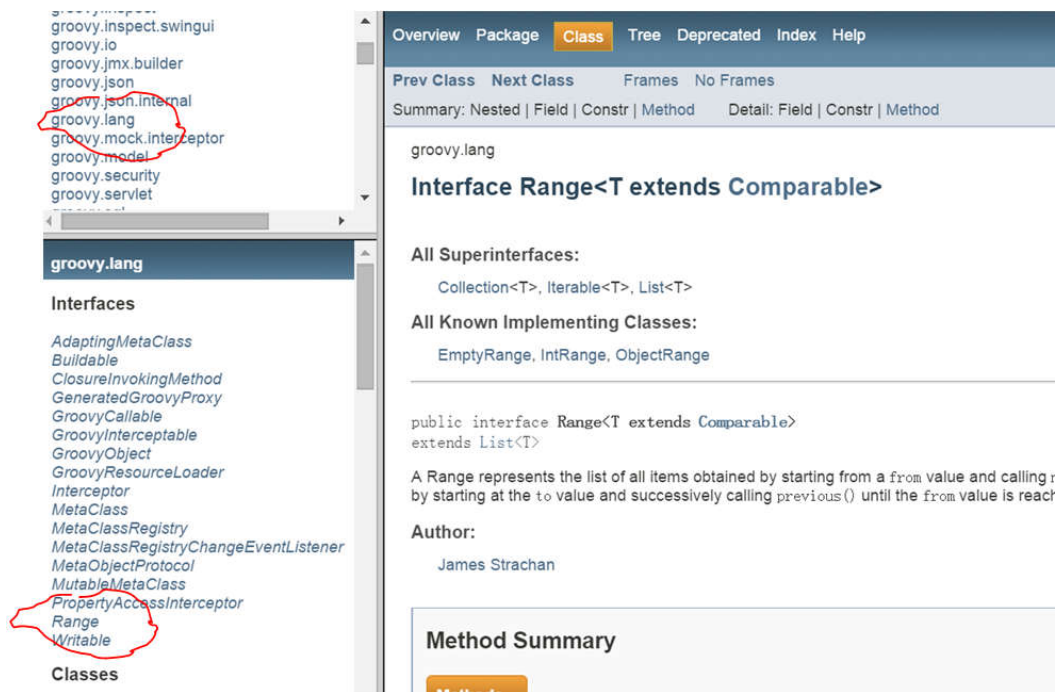 groovy.inspect.swingui
groovy.io
groovy.jmx.builder
groovy.json
groovy.json.internal
groovy.lang
groovy.mock.interceptor
groovy.model
groovy.security
groovy.servlet
groovy.lang
Interfaces
AdaptingMetaClass
Buildable
ClosureInvokingMethod
GeneratedGroovyProxy
GroovyCallable
GroovyInterceptable
GroovyObject
GroovyResourceLoader
Interceptor
MetaClass
MetaClassRegistry
MetaClassRegistryChangeEventListener
MetaObjectProtocol
MutableMetaClass
PropertyAccessInterceptor
Range
Writable
Classes
Overview Package Class Tree Deprecated Index Help
Prev Class Next Class Frames No Frames
Summary: Nested | Field | Constr | Method Detail: Field | Constr | Method
groovy.lang
Interface Range<T extends Comparable>
All Superinterfaces:
Collection<T>, Iterable<T>, List<T>
All Known Implementing Classes:
EmptyRange, IntRange, ObjectRange
public interface Range<T extends Comparable>
extends List<T>
A Range represents the list of all items obtained by starting from a from value and calling
by starting at the to value and successively calling previous() until the from value is
Author:
James Strachan
Method Summary